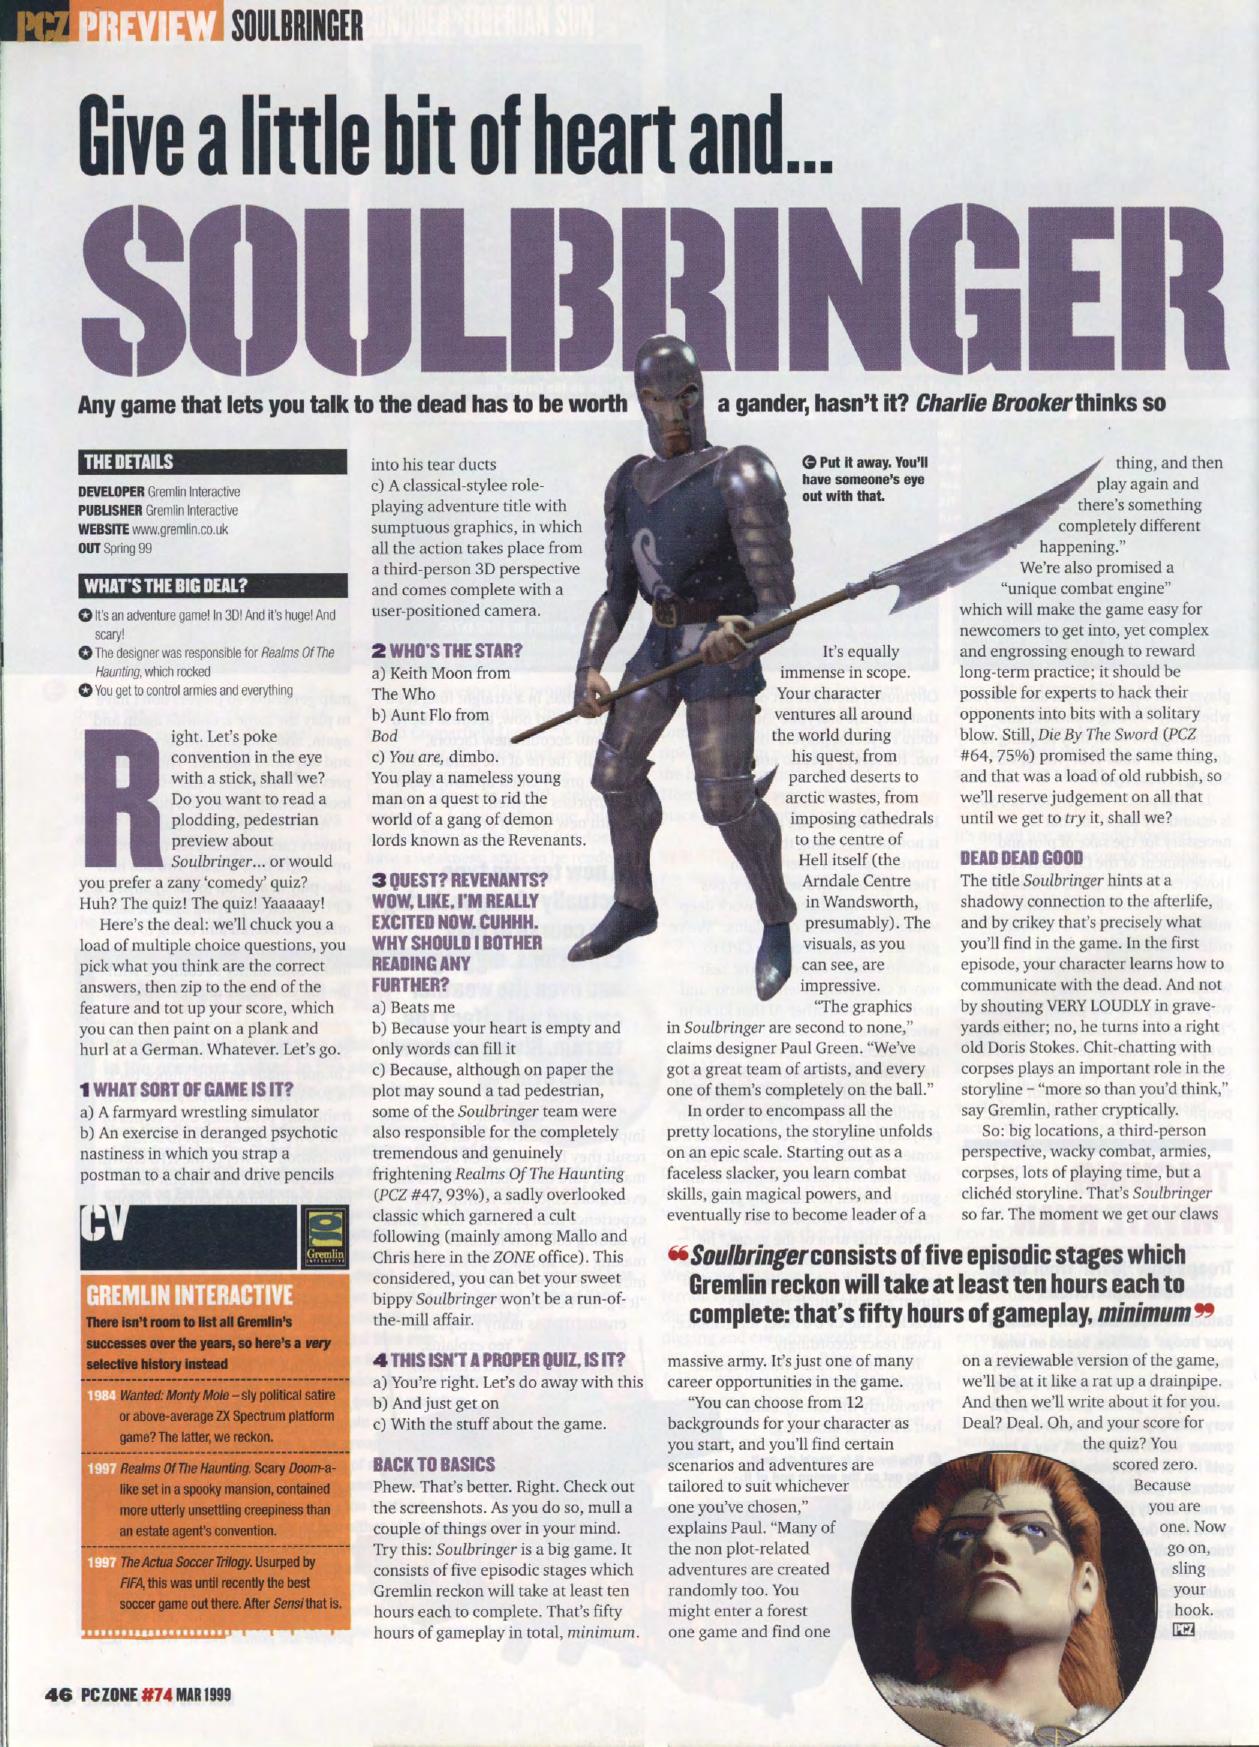 PCZ PREVIEW SOULBRINGER
Give a little bit of heart and...
SOULBRINGER
Any game that lets you talk to the dead has to be worth a gander, hasn't it? Charlie Brooker thinks so
THE DETAILS
DEVELOPER Gremlin Interactive
PUBLISHER Gremlin Interactive
WEBSITE www.gremlin.co.uk
OUT Spring 99
WHAT'S THE BIG DEAL?
It's an adventure game! In 3D! And it's huge! And
scary!
The designer was responsible for Realms Of The
Haunting, which rocked
You get to control armies and everything
Right. Let's poke
convention in the eye
with a stick, shall we?
Do you want to read a
plodding, pedestrian
preview about
Soulbringer... or would
you prefer a zany 'comedy' quiz?
Huh? The quiz! The quiz! Yaaaaay!
Here's the deal: we'll chuck you a
load of multiple choice questions, you
pick what you think are the correct
answers, then zip to the end of the
feature and tot up your score, which
you can then paint on a plank and
hurl at a German. Whatever. Let's go.
1 WHAT SORT OF GAME IS IT?
a) A farmyard wrestling simulator
b) An exercise in deranged psychotic
nastiness in which you strap a
postman to a chair and drive pencils
CV
Gremlin
INTERACTIVE
GREMLIN INTERACTIVE
There isn't room to list all Gremlin's
successes over the years, so here's a very
selective history instead
1984 Wanted: Monty Mole – sly political satire
or above-average ZX Spectrum platform
game? The latter, we reckon.
1997 Realms Of The Haunting. Scary Doom-a-
like set in a spooky mansion, contained
more utterly unsettling creepiness than
an estate agent's convention.
1997 The Actua Soccer Trilogy. Usurped by
FIFA, this was until recently the best
soccer game out there. After Sensi that is.
into his tear ducts
c) A classical-stylee role-
playing adventure title with
sumptuous graphics, in which
all the action takes place from
a third-person 3D perspective
and comes complete with a
user-positioned camera.
2 WHO'S THE STAR?
a) Keith Moon from
The Who
b) Aunt Flo from
Bod
c) You are, dimbo.
You play a nameless young
man on a quest to rid the
world of a gang of demon
lords known as the Revenants.
3 QUEST? REVENANTS?
WOW, LIKE, I'M REALLY
EXCITED NOW. CUHHH.
WHY SHOULD I BOTHER
READING ANY
FURTHER?
a) Beats me
b) Because your heart is empty and
only words can fill it
c) Because, although on paper the
plot may sound a tad pedestrian,
some of the Soulbringer team were
also responsible for the completely
tremendous and genuinely
frightening Realms Of The Haunting
(PCZ #47, 93%), a sadly overlooked
classic which garnered a cult
following (mainly among Mallo and
Chris here in the ZONE office). This
considered, you can bet your sweet
bippy Soulbringer won't be a run-of-
the-mill affair.
4 THIS ISN'T A PROPER QUIZ, IS IT?
a) You're right. Let's do away with this
b) And just get on
c) With the stuff about the game.
BACK TO BASICS
Phew. That's better. Right. Check out
the screenshots. As you do so, mull a
couple of things over in your mind.
Try this: Soulbringer is a big game. It
consists of five episodic stages which
Gremlin reckon will take at least ten
hours each to complete. That's fifty
hours of gameplay in total, minimum.
Put it away. You'll
have someone's eye
out with that.
It's equally
immense in scope.
Your character
ventures all around
the world during
his quest, from
parched deserts to
arctic wastes, from
imposing cathedrals
to the centre of
Hell itself (the
Arndale Centre
in Wandsworth,
presumably). The
visuals, as you
can see, are
impressive.
"The graphics
in Soulbringer are second to none,"
claims designer Paul Green. "We've
got a great team of artists, and every
one of them's completely on the ball."
In order to encompass all the
pretty locations, the storyline unfolds
on an epic scale. Starting out as a
faceless slacker, you learn combat
skills, gain magical powers, and
eventually rise to become leader of a
“Soulbringer consists of five episodic stages which
Gremlin reckon will take at least ten hours each to
complete: that's fifty hours of gameplay, minimum”
massive army. It's just one of many
career opportunities in the game.
"You can choose from 12
backgrounds for your character as
you start, and you'll find certain
scenarios and adventures are
tailored to suit whichever
one you've chosen,"
explains Paul. "Many of
the non plot-related
adventures are created
randomly too. You
might enter a forest
one game and find one
thing, and then
play again and
there's something
completely different
happening."
We're also promised a
"unique combat engine"
which will make the game easy for
newcomers to get into, yet complex
and engrossing enough to reward
long-term practice; it should be
possible for experts to hack their
opponents into bits with a solitary
blow. Still, Die By The Sword (PCZ
#64, 75%) promised the same thing,
and that was a load of old rubbish, so
we'll reserve judgement on all that
until we get to try it, shall we?
DEAD DEAD GOOD
The title Soulbringer hints at a
shadowy connection to the afterlife,
and by crikey that's precisely what
you'll find in the game. In the first
episode, your character learns how to
communicate with the dead. And not
by shouting VERY LOUDLY in grave-
yards either; no, he turns into a right
old Doris Stokes. Chit-chatting with
corpses plays an important role in the
storyline – "more so than you'd think,"
say Gremlin, rather cryptically.
So: big locations, a third-person
perspective, wacky combat, armies,
corpses, lots of playing time, but a
clichéd storyline. That's Soulbringer
so far. The moment we get our claws
on a reviewable version of the game,
we'll be at it like a rat up a drainpipe.
And then we'll write about it for you.
Deal? Deal. Oh, and your score for
the quiz? You
scored zero.
Because
you are
one. Now
go on,
sling
your
hook.
PCZ
46 PC ZONE #74 MAR 1999